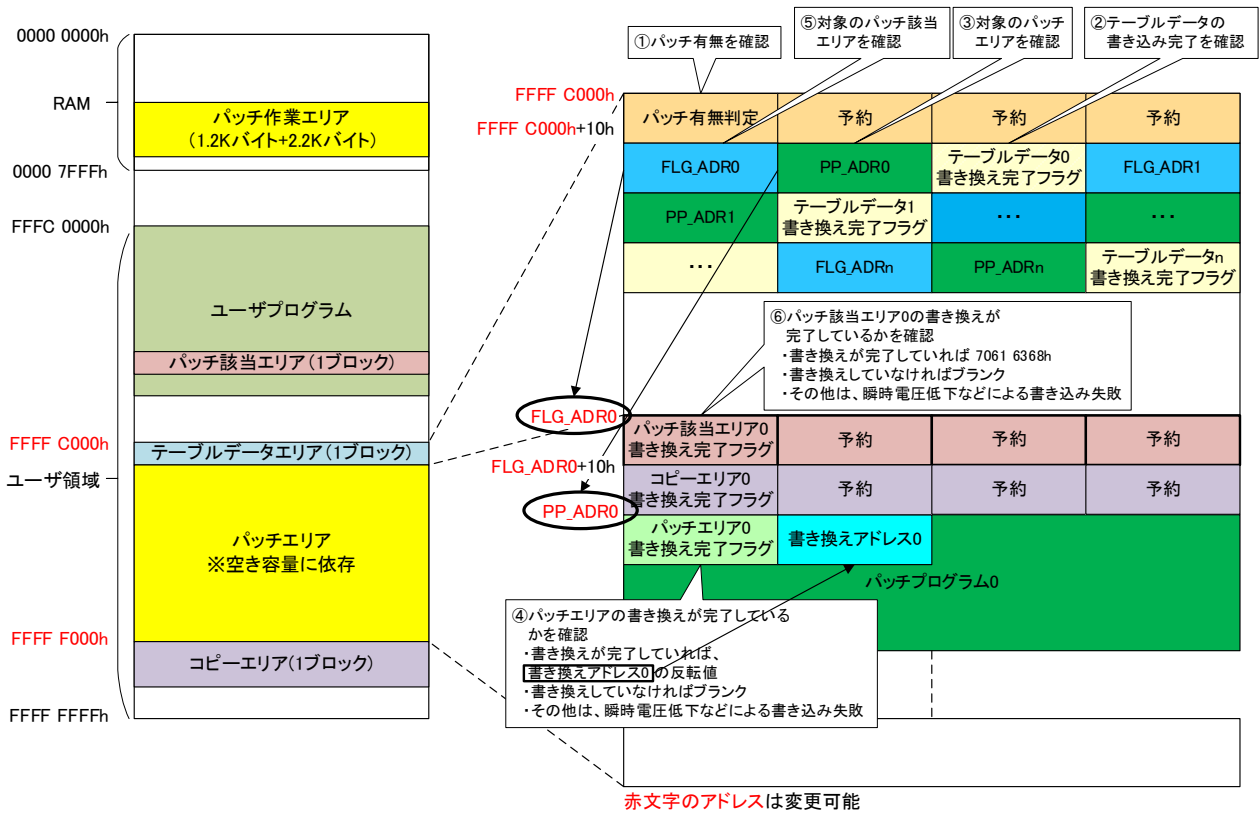 0000 0000h
RAM
パッチ作業エリア
(1.2Kバイト+2.2Kバイト)
0000 7FFFh
FFFC 0000h
ユーザプログラム
パッチ該当エリア(1ブロック)
FFFF C000h
テーブルデータエリア(1ブロック)
ユーザ領域
パッチエリア
※空き容量に依存
FFFF F000h
コピーエリア(1ブロック)
FFFF FFFFh
①パッチ有無を確認
⑤対象のパッチ該当
エリアを確認
③対象のパッチ
エリアを確認
②テーブルデータの
書き込み完了を確認
FFFF C000h
パッチ有無判定
予約
予約
予約
FFFF C000h+10h
FLG_ADR0
PP_ADR0
テーブルデータ0
書き換え完了フラグ
FLG_ADR1
PP_ADR1
テーブルデータ1
書き換え完了フラグ
・・・
・・・
・・・
FLG_ADRn
PP_ADRn
テーブルデータn
書き換え完了フラグ
⑥パッチ該当エリア0の書き換えが
完了しているかを確認
・書き換えが完了していれば 7061 6368h
・書き換えしていなければブランク
・その他は、瞬時電圧低下などによる書き込み失敗
FLG_ADR0
パッチ該当エリア0
書き換え完了フラグ
予約
予約
予約
FLG_ADR0+10h
コピーエリア0
書き換え完了フラグ
予約
予約
予約
PP_ADR0
パッチエリア0
書き換え完了フラグ
書き換えアドレス0
パッチプログラム0
④パッチエリアの書き換えが完了している
かを確認
・書き換えが完了していれば、
書き換えアドレス0の反転値
・書き換えしていなければブランク
・その他は、瞬時電圧低下などによる書き込み失敗
赤文字のアドレスは変更可能